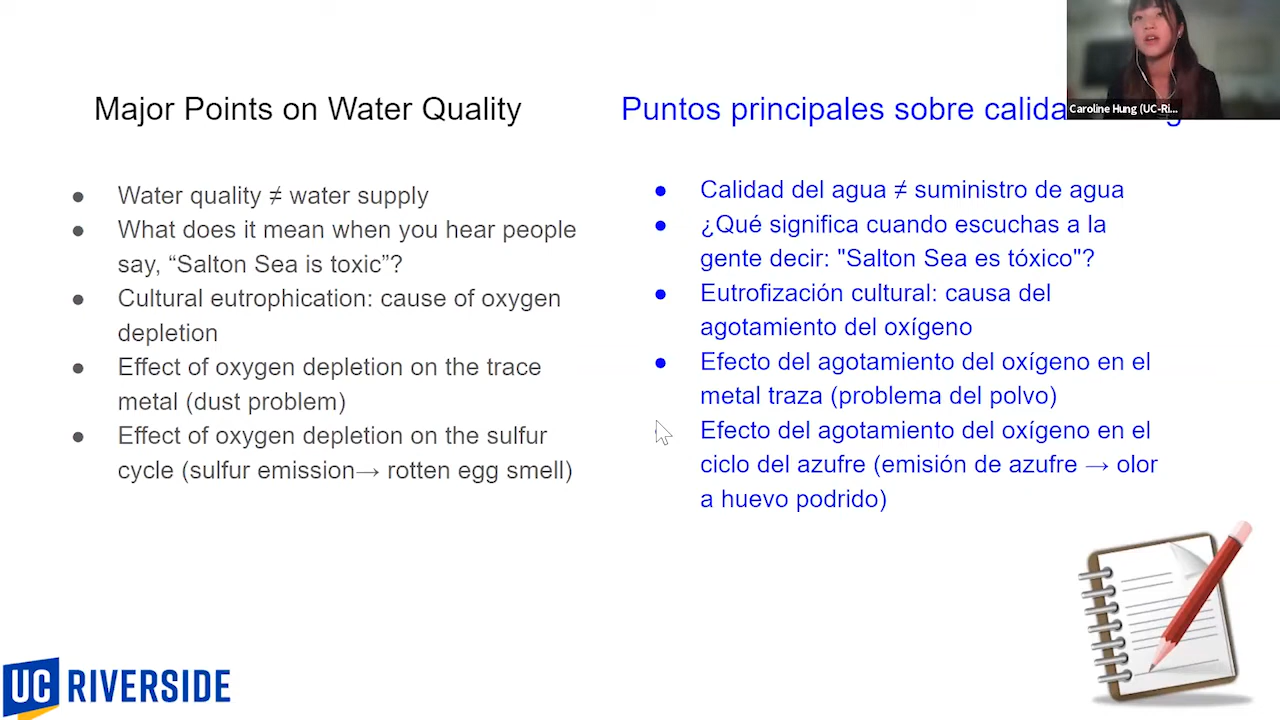 Major Points on Water Quality
● Water quality ≠ water supply
● What does it mean when you hear people
say, “Salton Sea is toxic”?
● Cultural eutrophication: cause of oxygen
depletion
● Effect of oxygen depletion on the trace
metal (dust problem)
● Effect of oxygen depletion on the sulfur
cycle (sulfur emission→ rotten egg smell)
Puntos principales sobre
● Calidad del agua ≠ suministro de agua
● ¿Qué significa cuando escuchas a la
gente decir: "Salton Sea es tóxico"?
● Eutrofización cultural: causa del
agotamiento del oxígeno
● Efecto del agotamiento del oxígeno en el
metal traza (problema del polvo)
Efecto del agotamiento del oxígeno en el
ciclo del azufre (emisión de azufre → olor
a huevo podrido)
Caroline Hung (UC-Ri...
UC RIVERSIDE